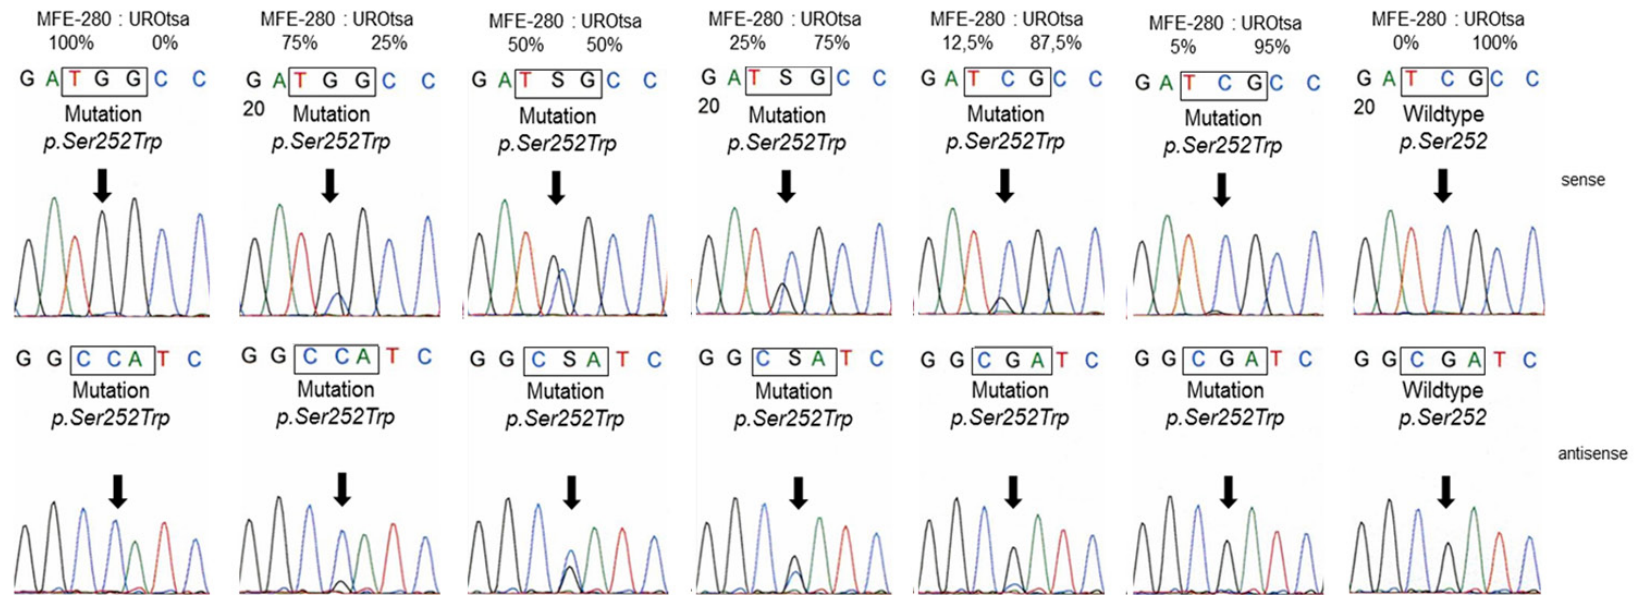 MFE-280 : UROtsa
100% 0%
G A T G G C C
Mutation
p.Ser252Trp
MFE-280 : UROtsa
75% 25%
G A T G G C C
20 Mutation
p.Ser252Trp
MFE-280 : UROtsa
50% 50%
G A T S G C C
Mutation
p.Ser252Trp
MFE-280 : UROtsa
25% 75%
G A T S G C C
20 Mutation
p.Ser252Trp
MFE-280 : UROtsa
12,5% 87,5%
G A T C G C C
Mutation
p.Ser252Trp
MFE-280 : UROtsa
5% 95%
G A T C G C C
Mutation
p.Ser252Trp
MFE-280 : UROtsa
0% 100%
G A T C G C C
20 Wildtype
p.Ser252
sense
G G C C A T C
Mutation
p.Ser252Trp
G G C C A T C
Mutation
p.Ser252Trp
G G C S A T C
Mutation
p.Ser252Trp
G G C S A T C
Mutation
p.Ser252Trp
G G C G A T C
Mutation
p.Ser252Trp
G G C G A T C
Mutation
p.Ser252Trp
G G C G A T C
Wildtype
p.Ser252
antisense